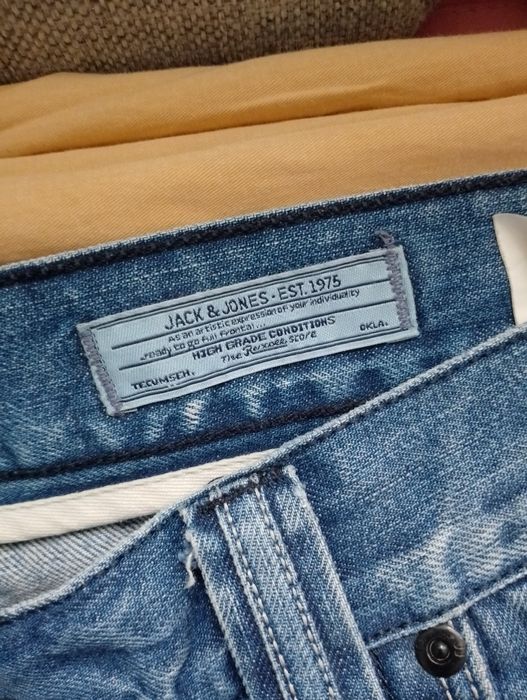 JACK & JONES · EST. 1975
As an artistic expression of your individuality
...ready to go full frontal...
HIGH GRADE CONDITIONS
The Rexall Store
TECUMSEH, OKLA.